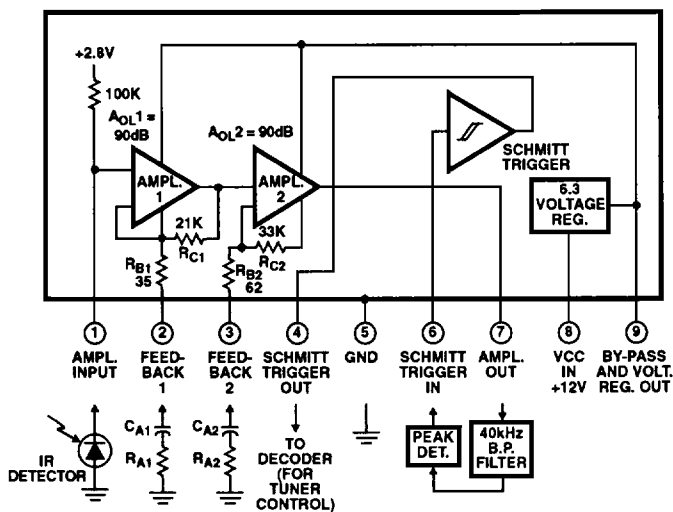 +2.8V
100K
AOL1 =
90dB
AOL2 = 90dB
AMPL.
1
AMPL.
2
SCHMITT
TRIGGER
6.3
VOLTAGE
REG.
21K
RC1
33K
RC2
RB1
35
RB2
62
1
2
3
4
5
6
7
8
9
AMPL.
INPUT
FEED-
BACK
1
FEED-
BACK
2
SCHMITT
TRIGGER
OUT
GND
SCHMITT
TRIGGER
IN
AMPL.
OUT
VCC
IN
+12V
BY-PASS
AND VOLT.
REG. OUT
IR
DETECTOR
CA1
RA1
CA2
RA2
TO
DECODER
(FOR
TUNER
CONTROL)
PEAK
DET.
40kHz
B.P.
FILTER